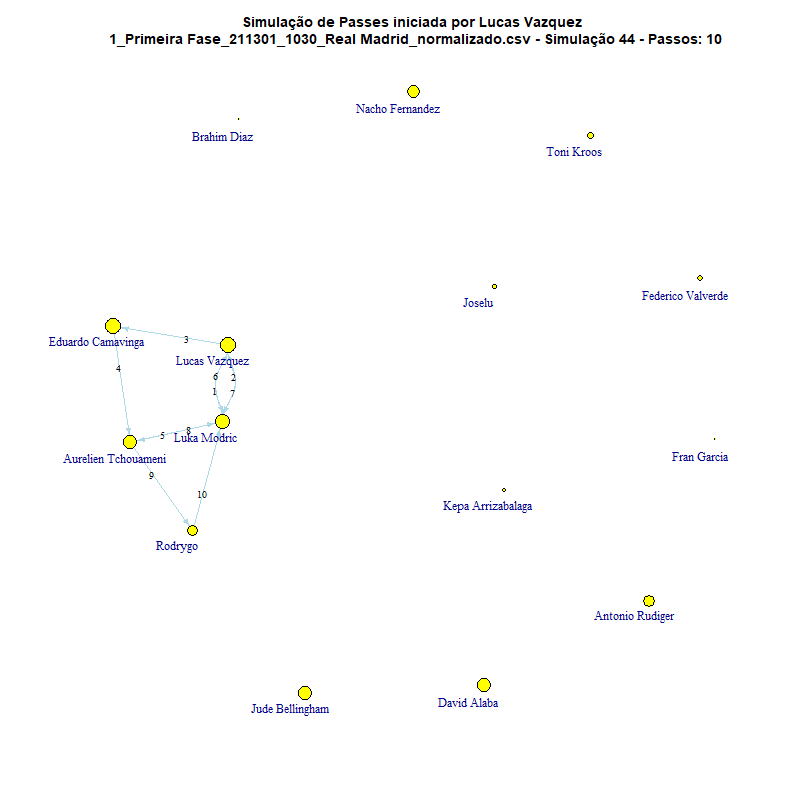 Simulação de Passes iniciada por Lucas Vazquez
1_Primeira Fase_211301_1030_Real Madrid_normalizado.csv - Simulação 44 - Passos: 10
Nacho Fernandez
Brahim Diaz
Toni Kroos
Joselu
Federico Valverde
Eduardo Camavinga
3
Lucas Vazquez
4
6
2
1
7
8
5
Luka Modric
Aurelien Tchouameni
Fran Garcia
9
10
Kepa Arrizabalaga
Rodrygo
Antonio Rudiger
David Alaba
Jude Bellingham